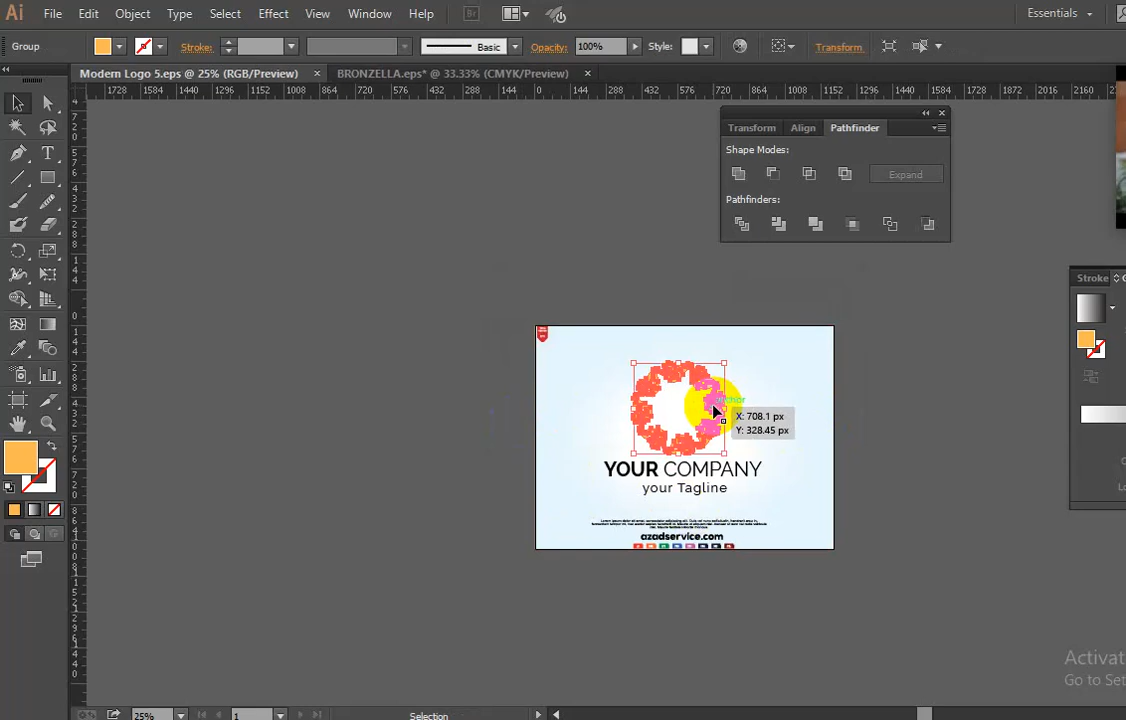 Ai File Edit Object Type Select Effect View Window Help Br Essentials
Group Stroke: Basic Opacity: 100% Style: Transform
Modern Logo 5.eps @ 25% (RGB/Preview) × BRONZELLA.eps* @ 33.33% (CMYK/Preview) ×
1728 1584 1440 1296 1152 1008 864 720 576 432 288 144 0 144 288 432 576 720 864 1008 1152 1296 1440 1584 1728 1872 2016 2160
Transform Align Pathfinder
Shape Modes:
Expand
Pathfinders:
Stroke
anchor
X: 708.1 px
Y: 328.45 px
YOUR COMPANY
your Tagline
azadservice.com
Activat
Go to Set
25% 1 Selection